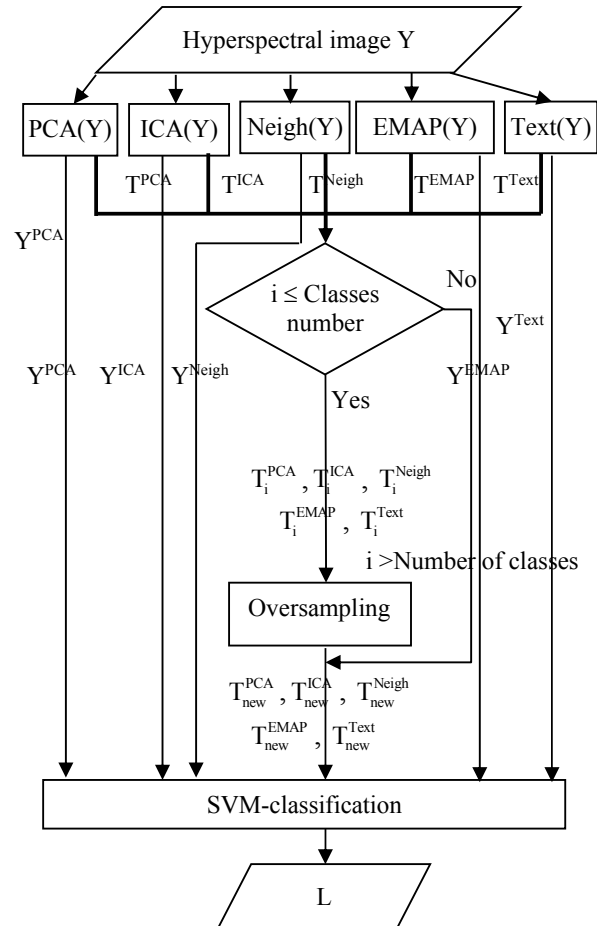 Hyperspectral image Y
PCA(Y) ICA(Y) Neigh(Y) EMAP(Y) Text(Y)
T^PCA T^ICA T^Neigh T^EMAP T^Text
Y^PCA
i ≤ Classes
number
No
Y^Text
Y^PCA Y^ICA Y^Neigh Y^EMAP
Yes
T_i^PCA , T_i^ICA , T_i^Neigh
T_i^EMAP , T_i^Text
i >Number of classes
Oversampling
T_new^PCA , T_new^ICA , T_new^Neigh
T_new^EMAP , T_new^Text
SVM-classification
L